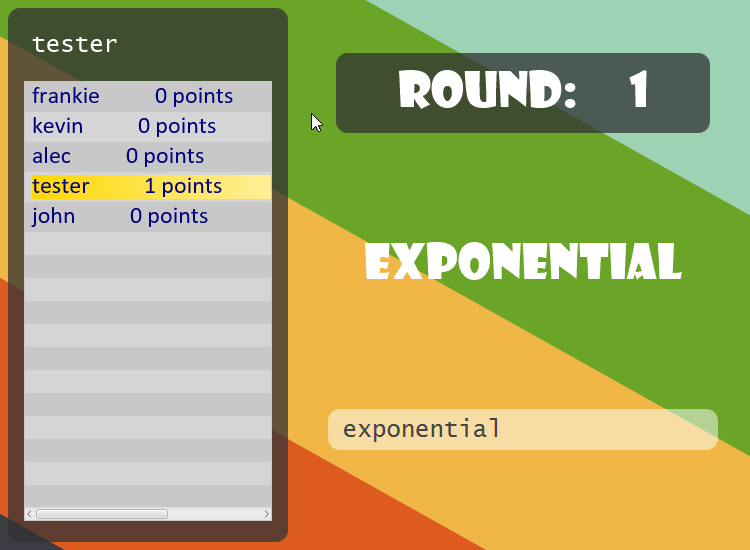 tester
frankie 0 points
kevin 0 points
alec 0 points
tester 1 points
john 0 points
ROUND: 1
EXPONENTIAL
exponential